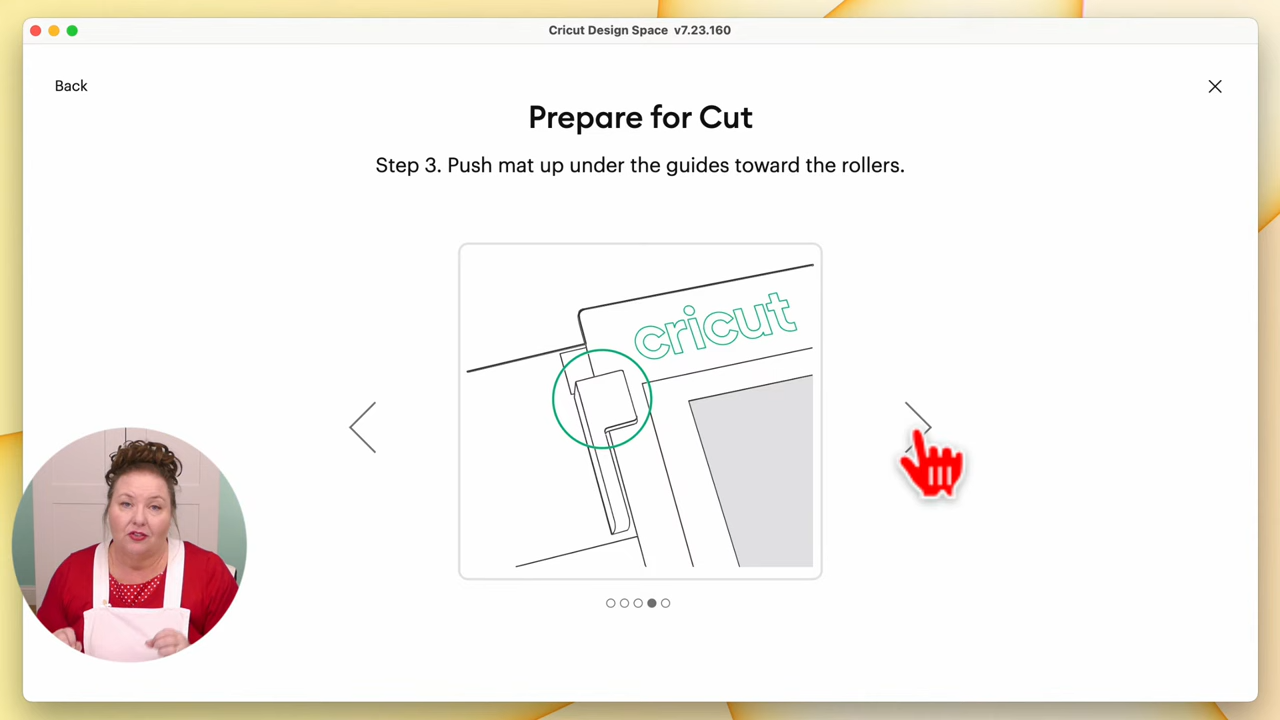 Cricut Design Space v7.23.160
Back
Prepare for Cut
Step 3. Push mat up under the guides toward the rollers.
cricut